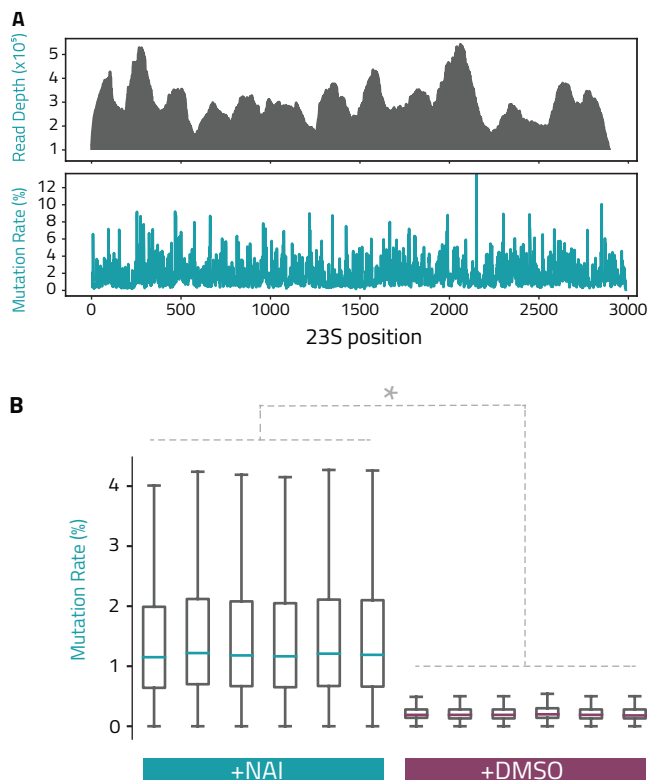 A
Read Depth (x10⁵)
5
4
3
2
1
Mutation Rate (%)
12
10
8
6
4
2
0
0 500 1000 1500 2000 2500 3000
23S position
B
*
Mutation Rate (%)
4
3
2
1
0
+NAI +DMSO